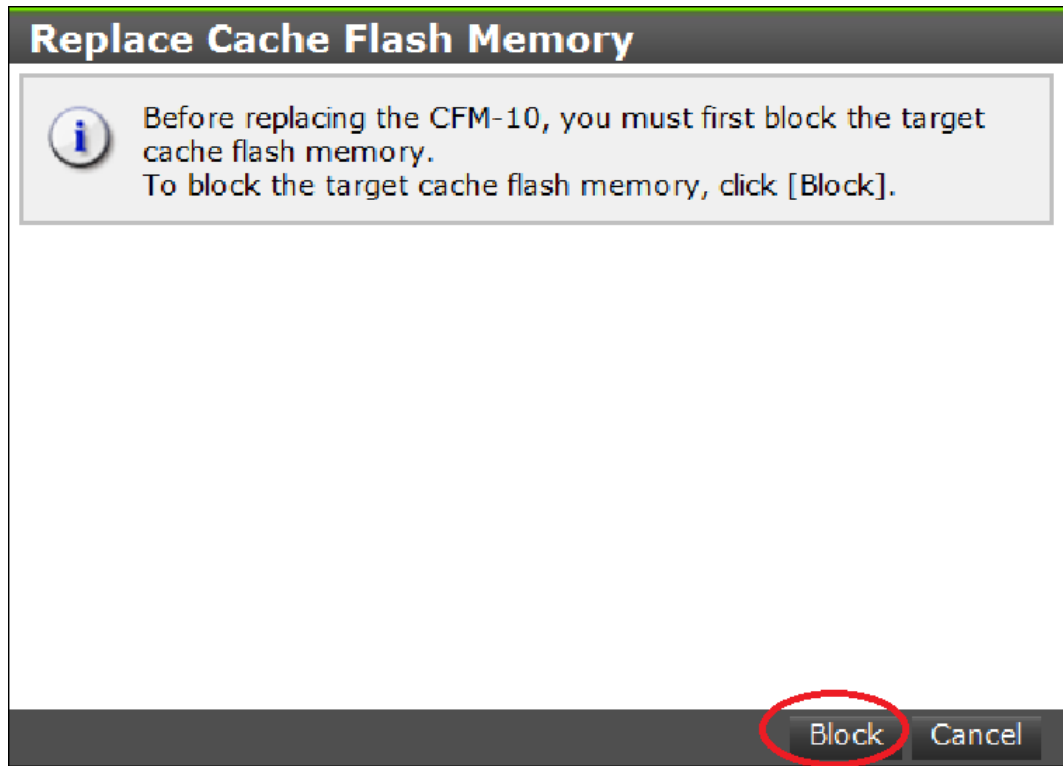 Replace Cache Flash Memory
Before replacing the CFM-10, you must first block the target
cache flash memory.
To block the target cache flash memory, click [Block].
Block Cancel